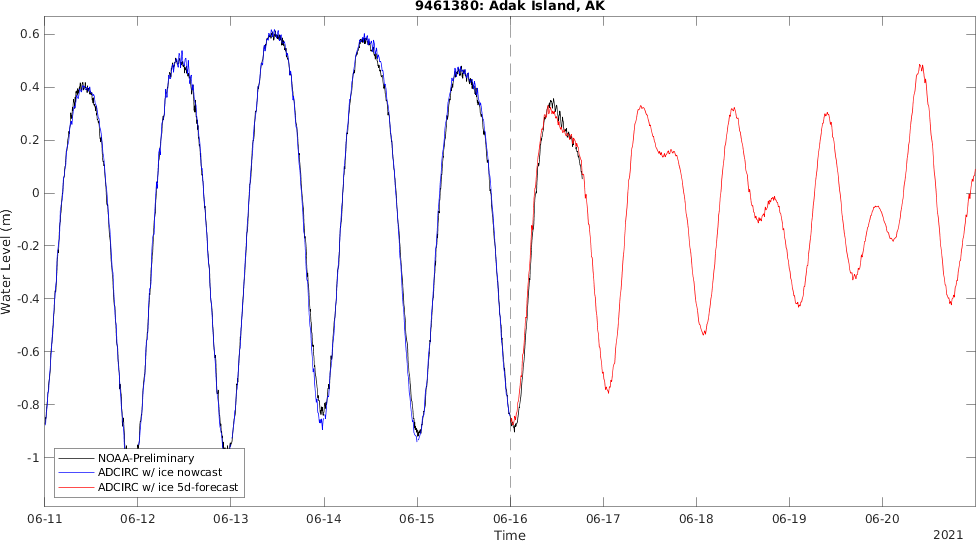 9461380: Adak Island, AK
0.6
0.4
0.2
0
-0.2
-0.4
-0.6
-0.8
-1
Water Level (m)
NOAA-Preliminary
ADCIRC w/ ice nowcast
ADCIRC w/ ice 5d-forecast
06-11 06-12 06-13 06-14 06-15 06-16 06-17 06-18 06-19 06-20
Time
2021